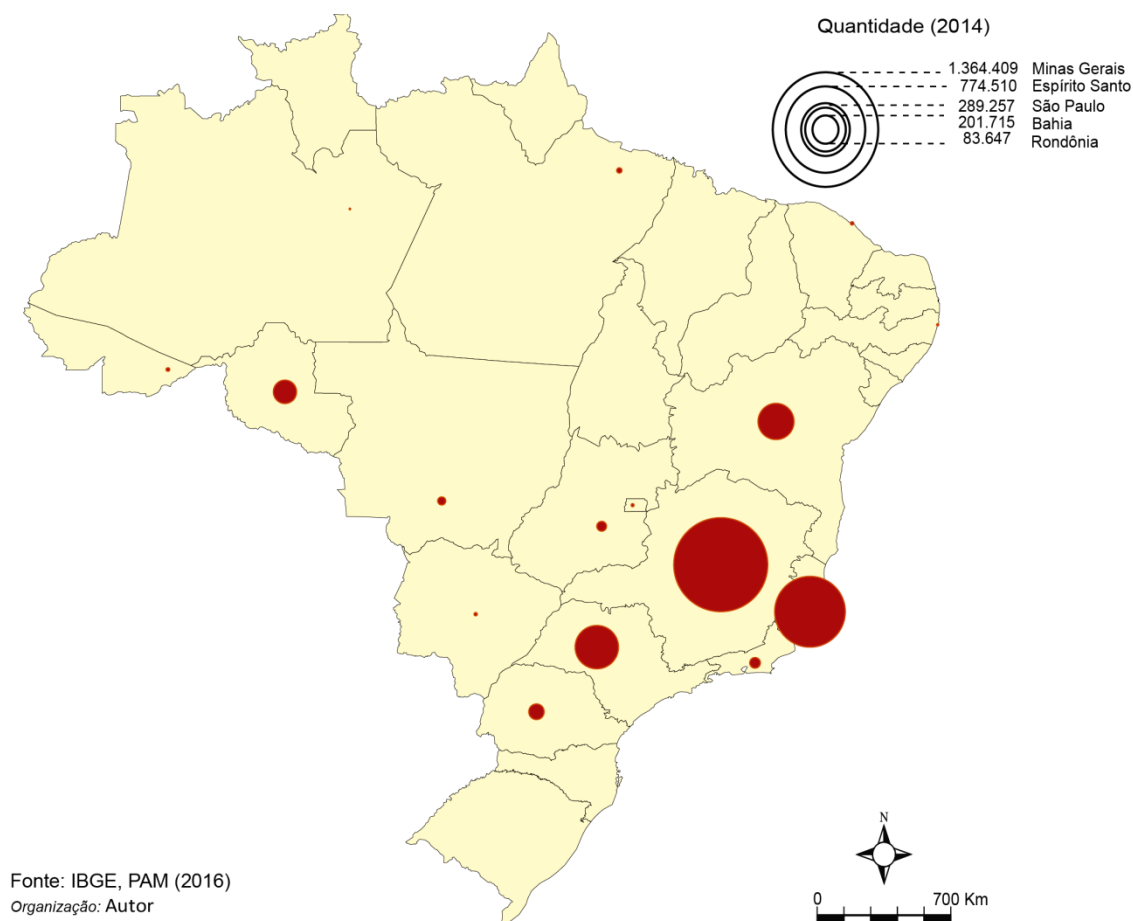 Quantidade (2014)
1.364.409 Minas Gerais
774.510 Espírito Santo
289.257 São Paulo
201.715 Bahia
83.647 Rondônia
N
Fonte: IBGE, PAM (2016)
Organização: Autor
0 700 Km